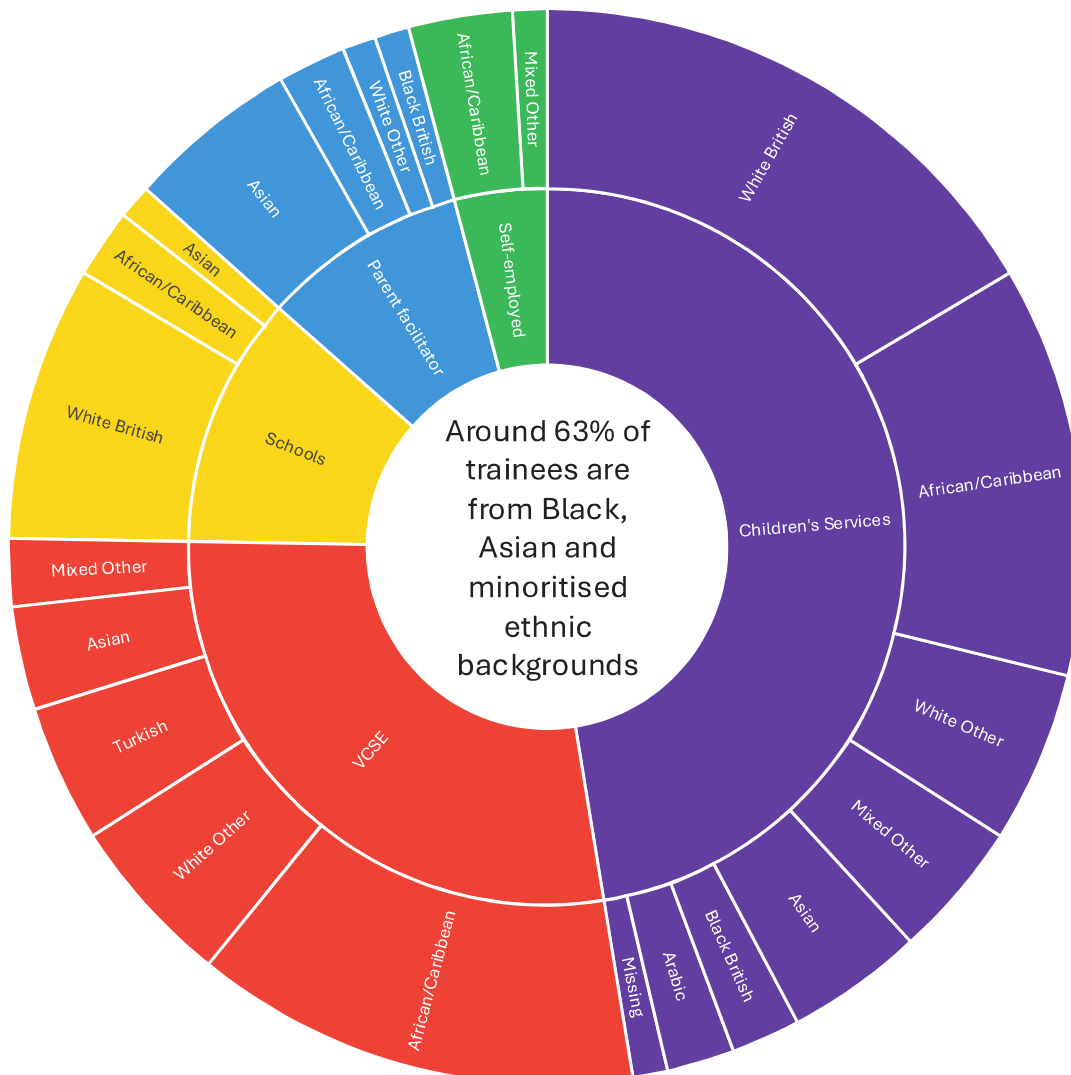 Around 63% of
trainees are
from Black,
Asian and
minoritised
ethnic
backgrounds
Children's Services
White British
African/Caribbean
White Other
Mixed Other
Asian
Black British
Arabic
Missing
VCSE
African/Caribbean
White Other
Turkish
Asian
Mixed Other
Schools
White British
African/Caribbean
Asian
Parent facilitator
Asian
African/Caribbean
White Other
Black British
Self-employed
African/Caribbean
Mixed Other